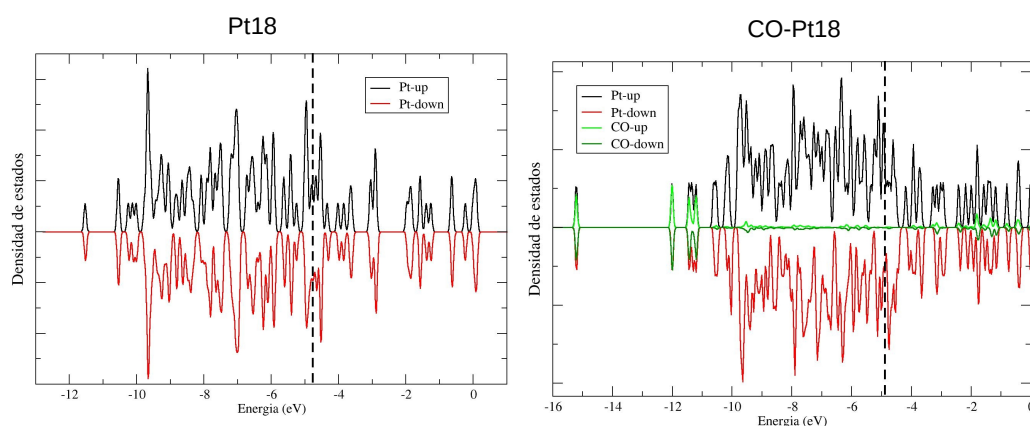 Pt18
Pt-up
Pt-down
Densidad de estados
-12
-10
-8
-6
-4
-2
0
Energia (eV)
CO-Pt18
Pt-up
Pt-down
CO-up
CO-down
Densidad de estados
-16
-14
-12
-10
-8
-6
-4
-2
0
Energia (eV)